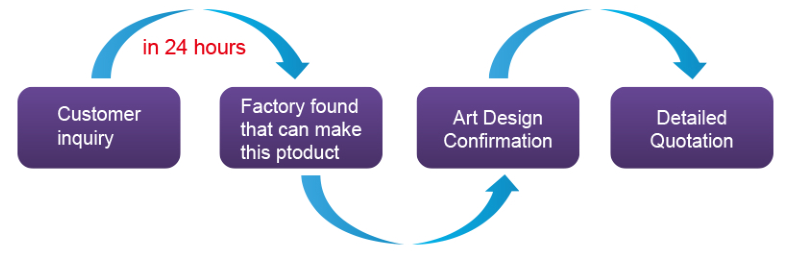 in 24 hours
Customer
inquiry
Factory found
that can make
this ptoduct
Art Design
Confirmation
Detailed
Quotation